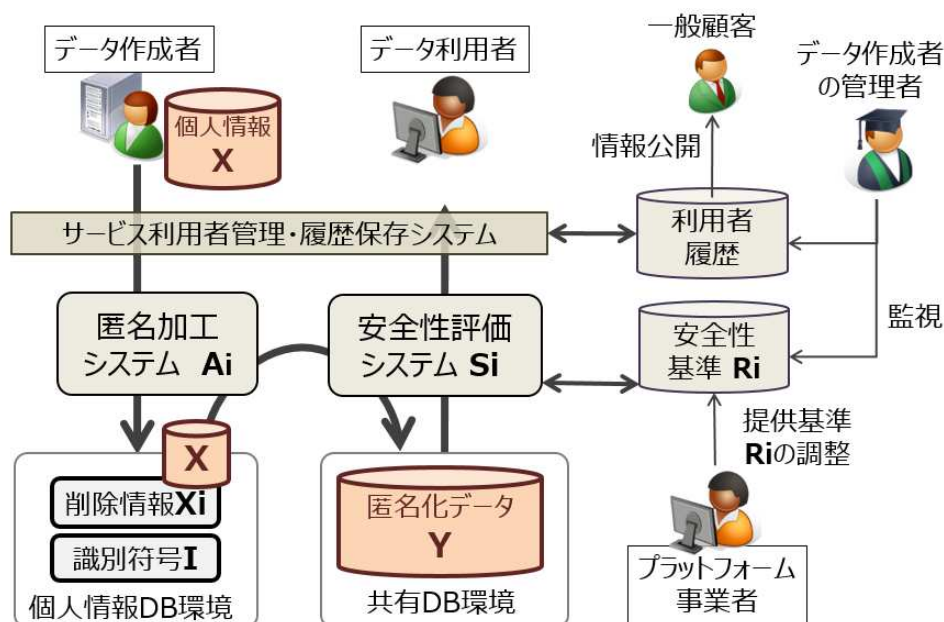 データ作成者
個人情報
X
データ利用者
一般顧客
データ作成者
の管理者
情報公開
サービス利用者管理・履歴保存システム
利用者
履歴
監視
匿名加工
システム Ai
安全性評価
システム Si
安全性
基準 Ri
提供基準
Riの調整
X
削除情報Xi
識別符号I
個人情報DB環境
匿名化データ
Y
共有DB環境
プラットフォーム
事業者